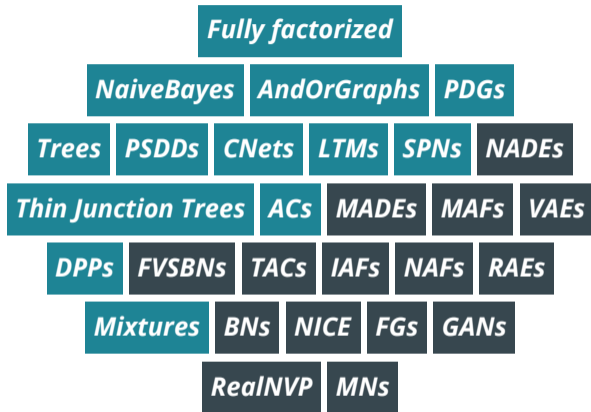 Fully factorized
NaiveBayes AndOrGraphs PDGs
Trees PSDDs CNets LTMs SPNs NADEs
Thin Junction Trees ACs MADEs MAFs VAEs
DPPs FVSBNs TACs IAFs NAFs RAEs
Mixtures BNs NICE FGs GANs
RealNVP MNs